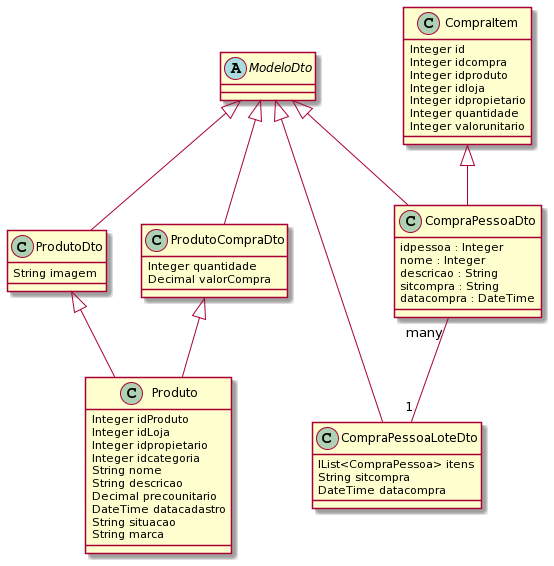 C CompraItem
Integer id
Integer idcompra
Integer idproduto
Integer idloja
Integer idpropietario
Integer quantidade
Integer valorunitario
A ModeloDto
C ProdutoDto
String imagem
C ProdutoCompraDto
Integer quantidade
Decimal valorCompra
C CompraPessoaDto
idpessoa : Integer
nome : Integer
descricao : String
sitcompra : String
datacompra : DateTime
many
1
C Produto
Integer idProduto
Integer idLoja
Integer idpropietario
Integer idcategoria
String nome
String descricao
Decimal precounitario
DateTime datacadastro
String situacao
String marca
C CompraPessoaLoteDto
IList<CompraPessoa> itens
String sitcompra
DateTime datacompra